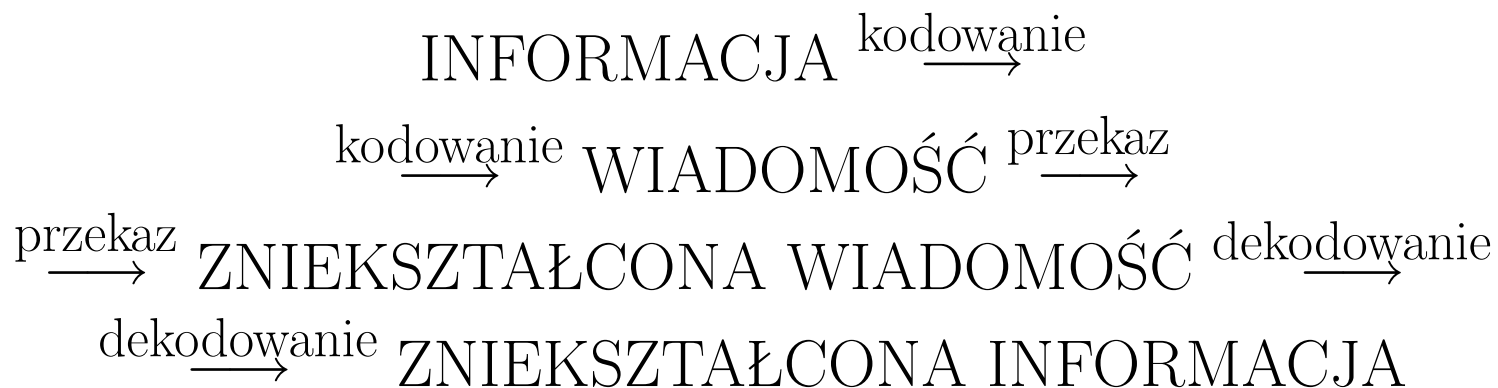 INFORMACJA kodowanie
kodowanie WIADOMOŚĆ przekaz
przekaz ZNIEKSZTAŁCONA WIADOMOŚĆ dekodowanie
dekodowanie ZNIEKSZTAŁCONA INFORMACJA